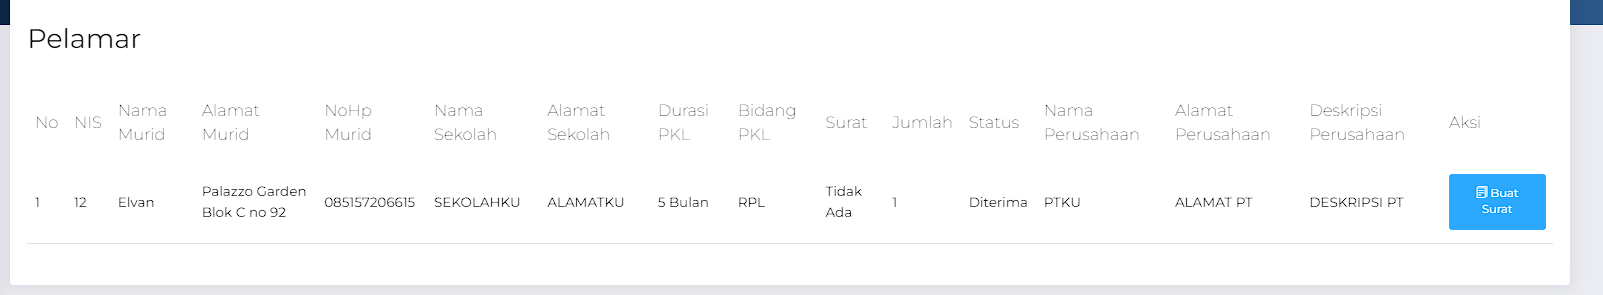 Pelamar
No NIS Nama Murid Alamat Murid NoHp Murid Nama Sekolah Alamat Sekolah Durasi PKL Bidang PKL Surat Jumlah Status Nama Perusahaan Alamat Perusahaan Deskripsi Perusahaan Aksi
1 12 Elvan Palazzo Garden Blok C no 92 085157206615 SEKOLAHKU ALAMATKU 5 Bulan RPL Tidak Ada 1 Diterima PTKU ALAMAT PT DESKRIPSI PT Buat Surat